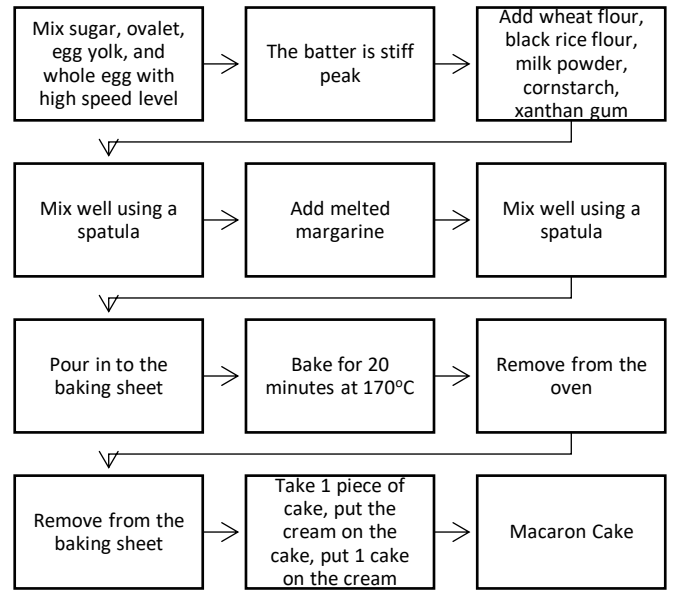 Mix sugar, ovalet,
egg yolk, and
whole egg with
high speed level
The batter is stiff
peak
Add wheat flour,
black rice flour,
milk powder,
cornstarch,
xanthan gum
Mix well using a
spatula
Add melted
margarine
Mix well using a
spatula
Pour in to the
baking sheet
Bake for 20
minutes at 170°C
Remove from the
oven
Remove from the
baking sheet
Take 1 piece of
cake, put the
cream on the
cake, put 1 cake
on the cream
Macaron Cake